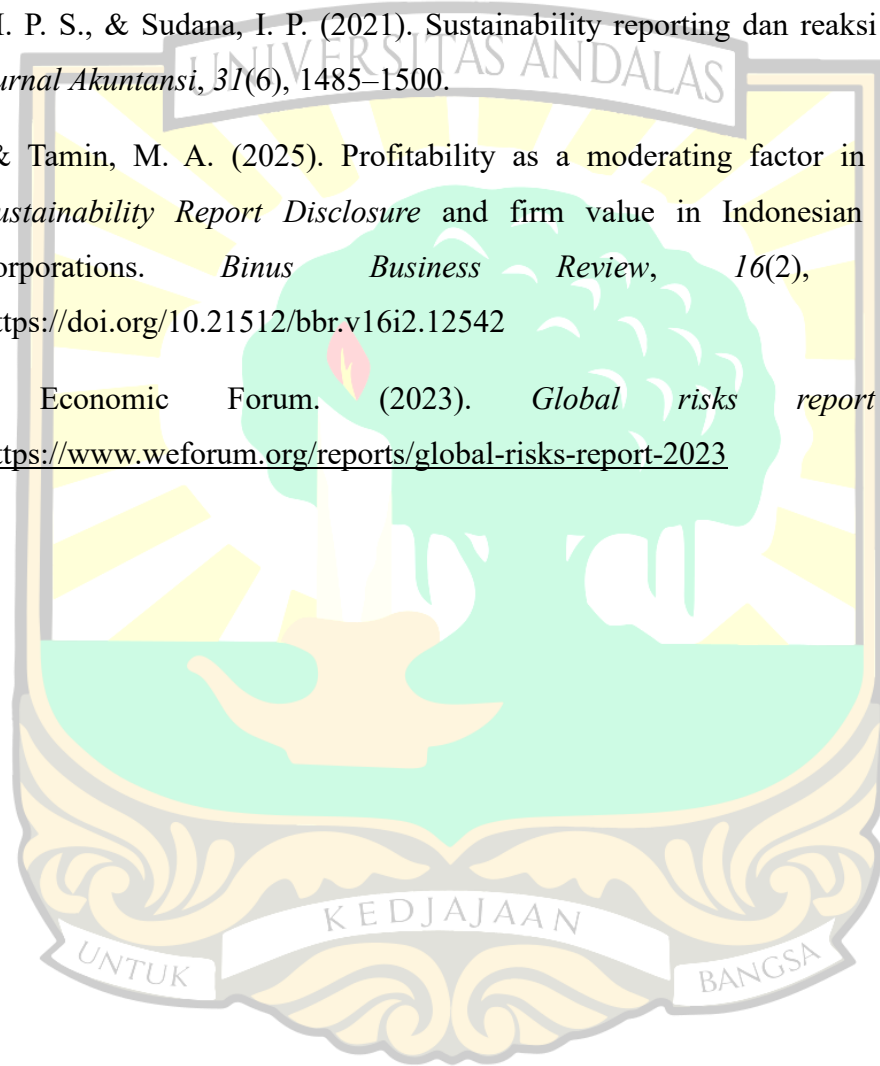 I. P. S., & Sudana, I. P. (2021). Sustainability reporting dan reaksi
urnal Akuntansi, 31(6), 1485–1500.
UNIVERSITAS ANDALAS
& Tamin, M. A. (2025). Profitability as a moderating factor in
ustainability Report Disclosure and firm value in Indonesian
orporations. Binus Business Review, 16(2),
ttps://doi.org/10.21512/bbr.v16i2.12542
Economic Forum. (2023). Global risks report
ttps://www.weforum.org/reports/global-risks-report-2023
KEDJAJAAN
UNTUK
BANGSA